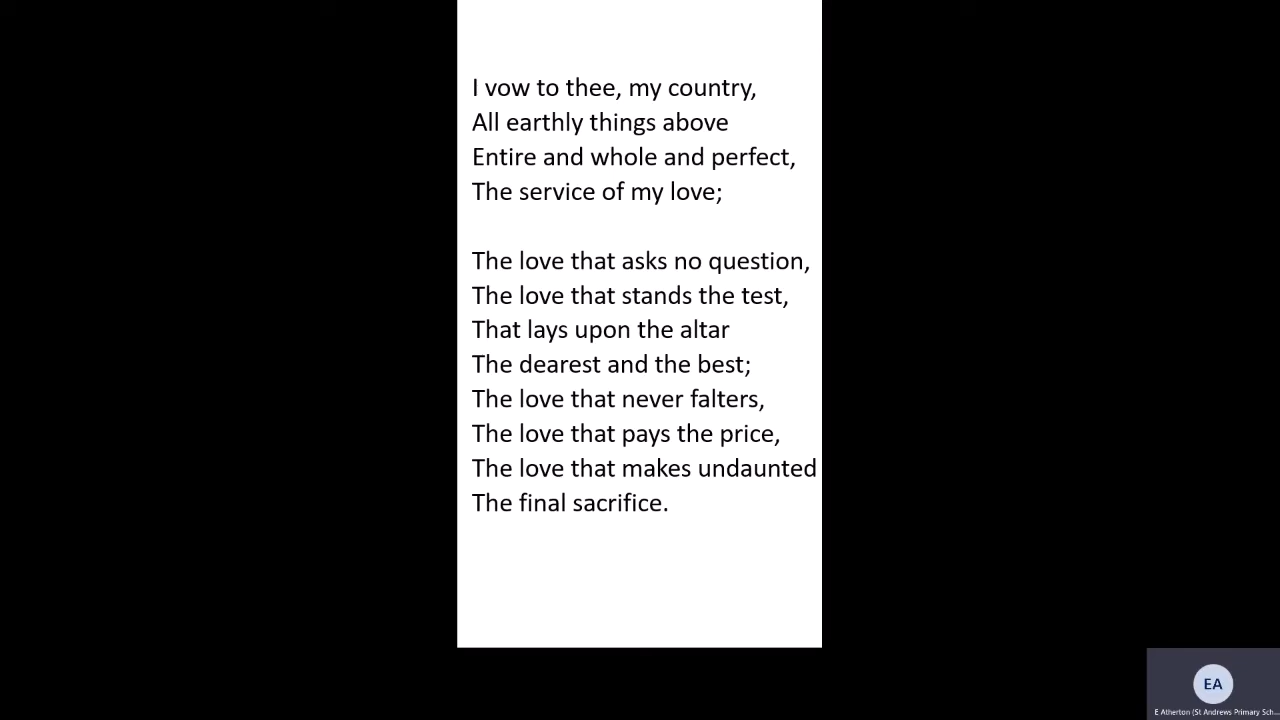 I vow to thee, my country,
All earthly things above
Entire and whole and perfect,
The service of my love;
The love that asks no question,
The love that stands the test,
That lays upon the altar
The dearest and the best;
The love that never falters,
The love that pays the price,
The love that makes undaunted
The final sacrifice.
EA
E Atherton (St Andrews Primary Sch...